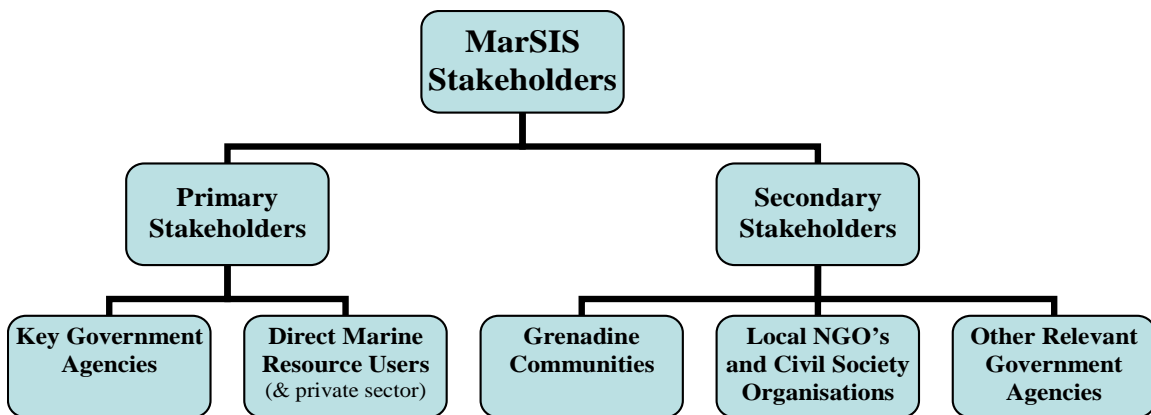 MarSIS
Stakeholders
Primary
Stakeholders
Secondary
Stakeholders
Key Government
Agencies
Direct Marine
Resource Users
(& private sector)
Grenadine
Communities
Local NGO's
and Civil Society
Organisations
Other Relevant
Government
Agencies